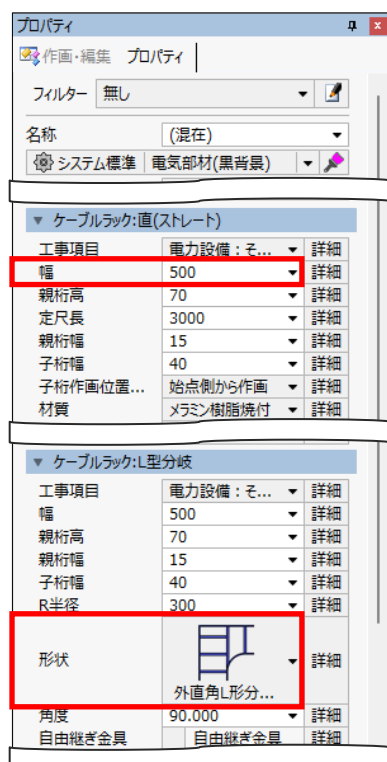 プロパティ
作画・編集 プロパティ
フィルター 無し
名称 (混在)
システム標準 電気部材(黒背景)
ケーブルラック:直(ストレート)
工事項目 電力設備：そ... 詳細
幅 500 詳細
親桁高 70 詳細
定尺長 3000 詳細
親桁幅 15 詳細
子桁幅 40 詳細
子桁作画位置... 始点側から作画 詳細
材質 メラミン樹脂焼付 詳細
ケーブルラック:L型分岐
工事項目 電力設備：そ... 詳細
幅 500 詳細
親桁高 70 詳細
親桁幅 15 詳細
子桁幅 40 詳細
R半径 300 詳細
形状 外直角L形分... 詳細
角度 90.000 詳細
自由継ぎ金具 自由継ぎ金具 詳細